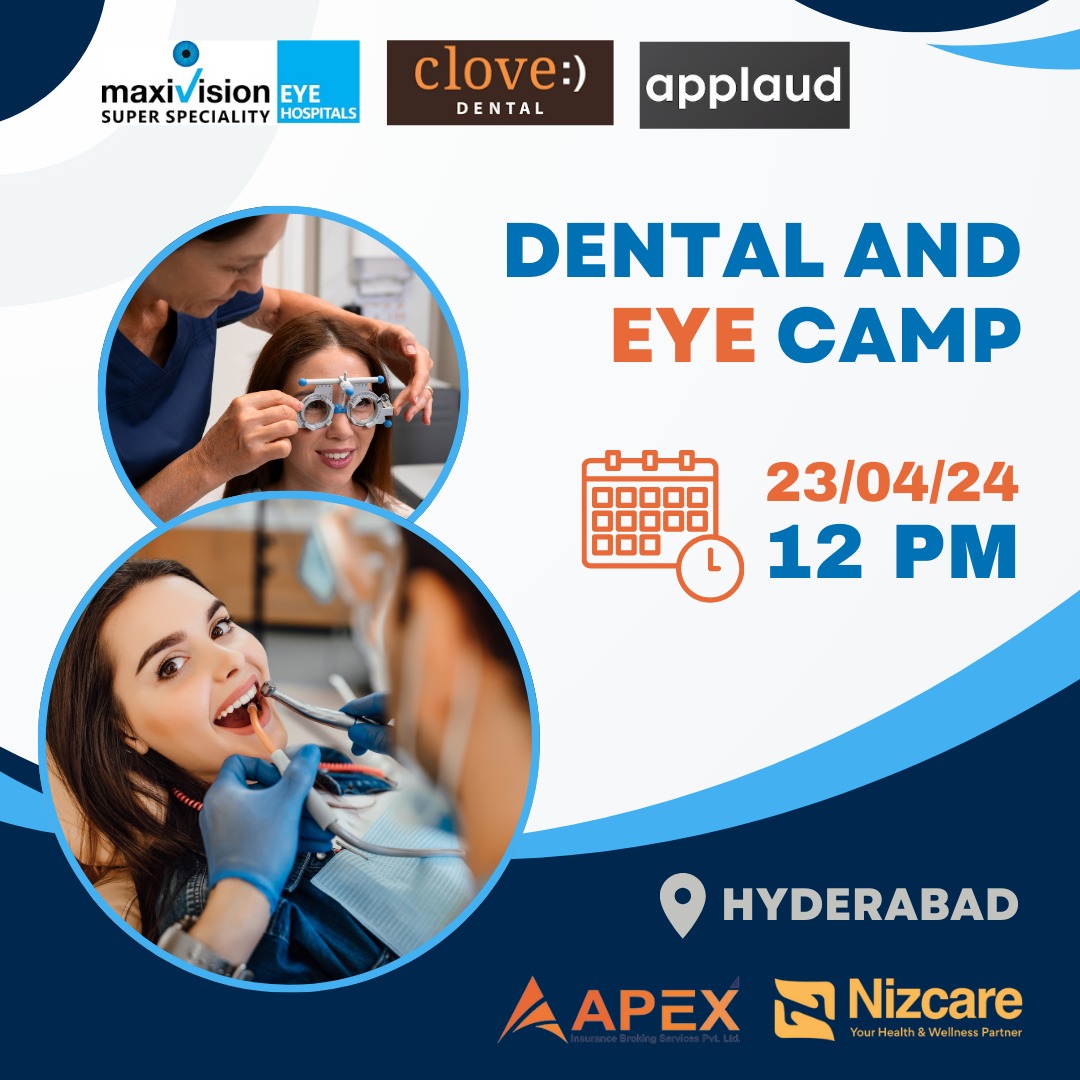 maxivision
SUPER SPECIALITY
EYE
HOSPITALS
clove:)
DENTAL
applaud
DENTAL AND
EYE CAMP
23/04/24
12 PM
HYDERABAD
APEX
Insurance Broking Services Pvt. Ltd.
Nizcare
Your Health & Wellness Partner